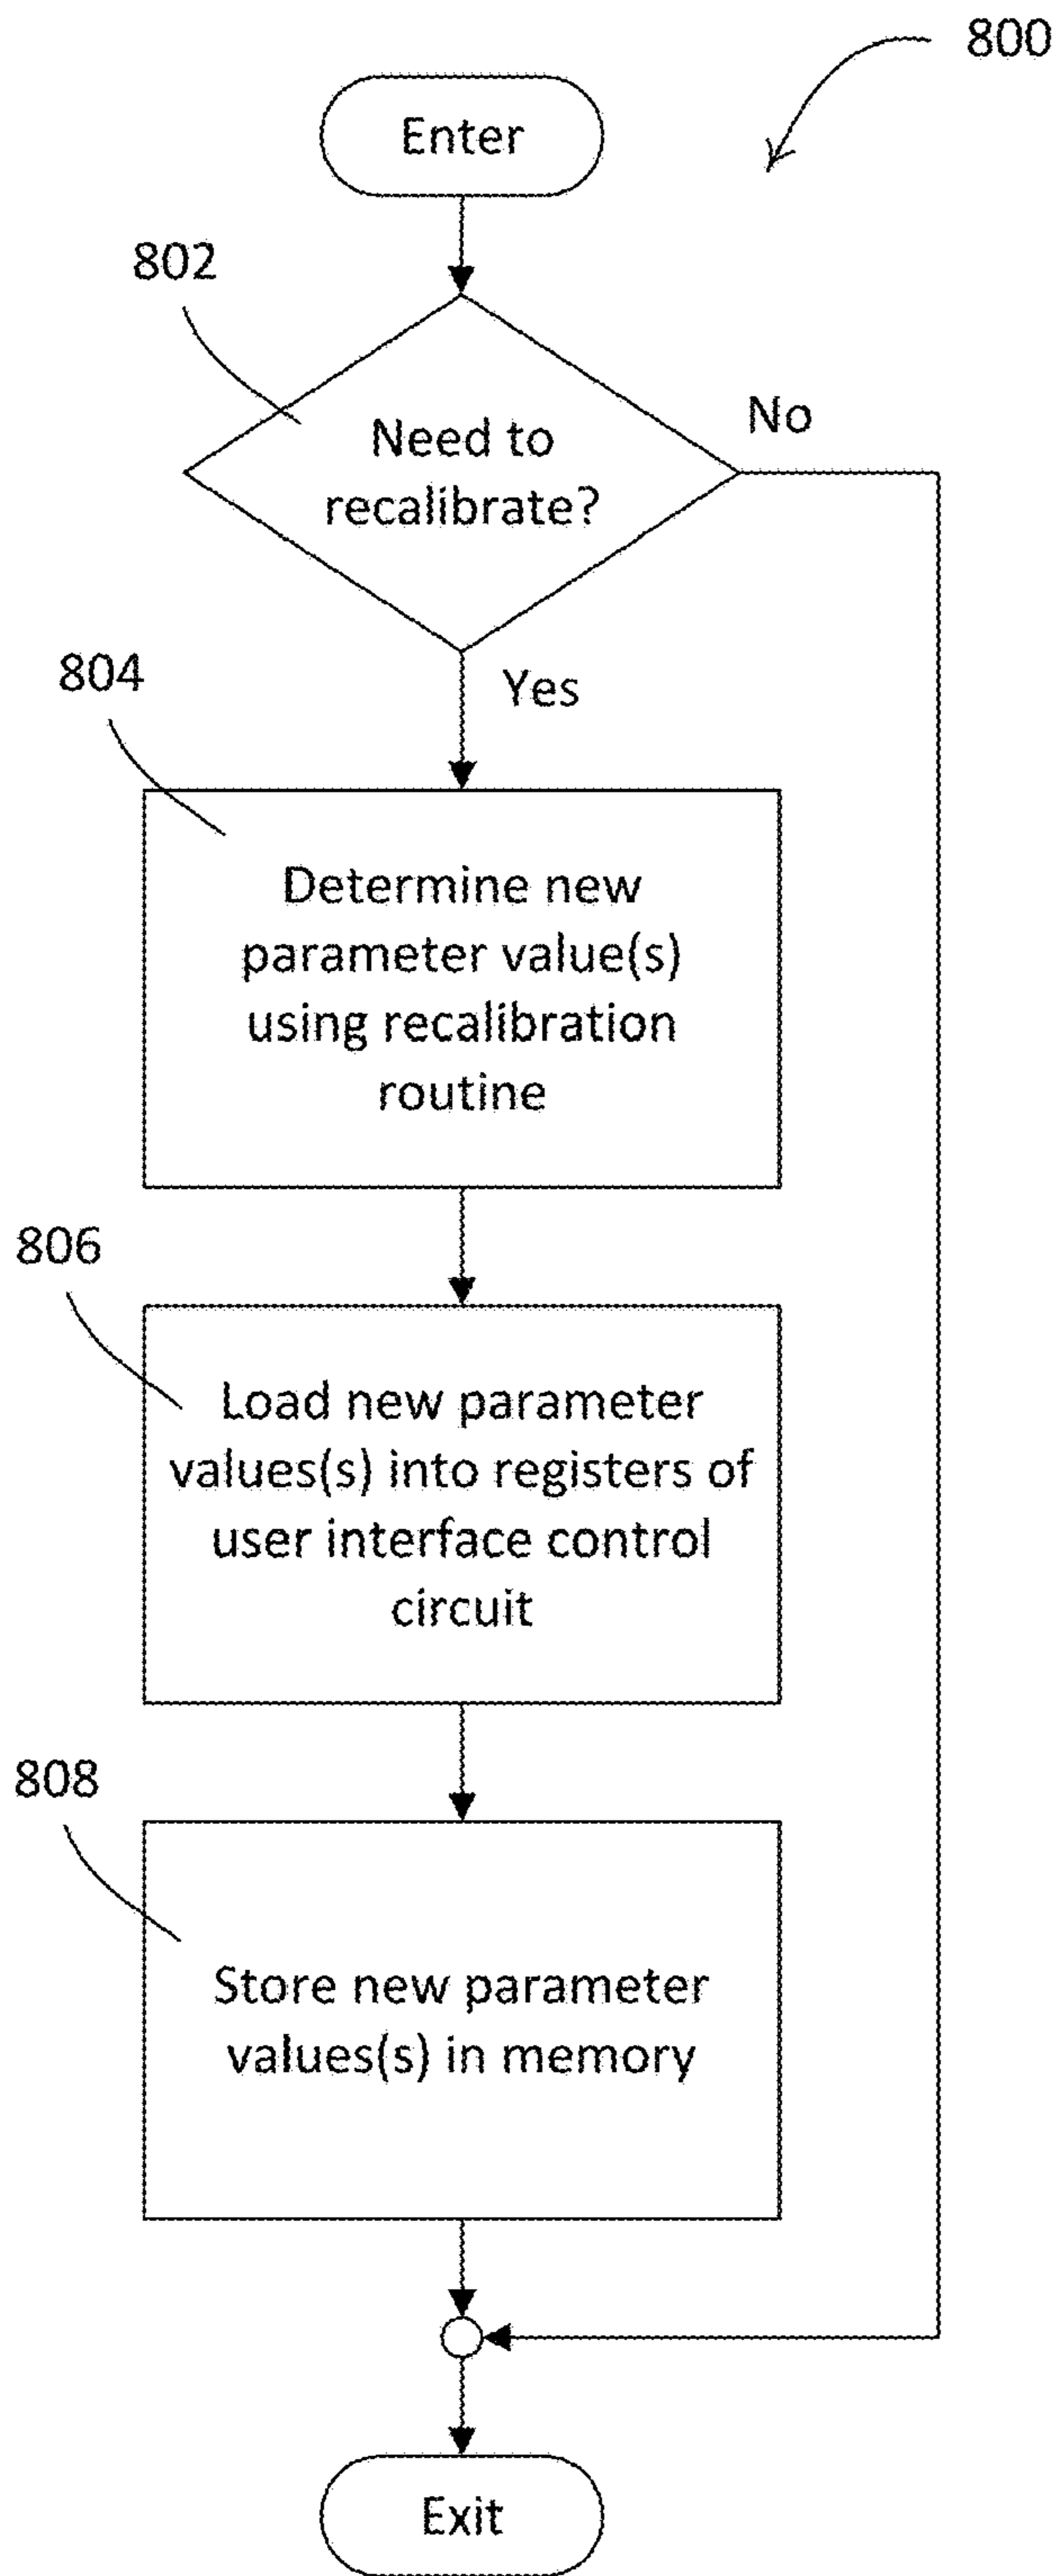 800
Enter
802
Need to
recalibrate?
No
Yes
804
Determine new
parameter value(s)
using recalibration
routine
806
Load new parameter
values(s) into registers of
user interface control
circuit
808
Store new parameter
values(s) in memory
Exit